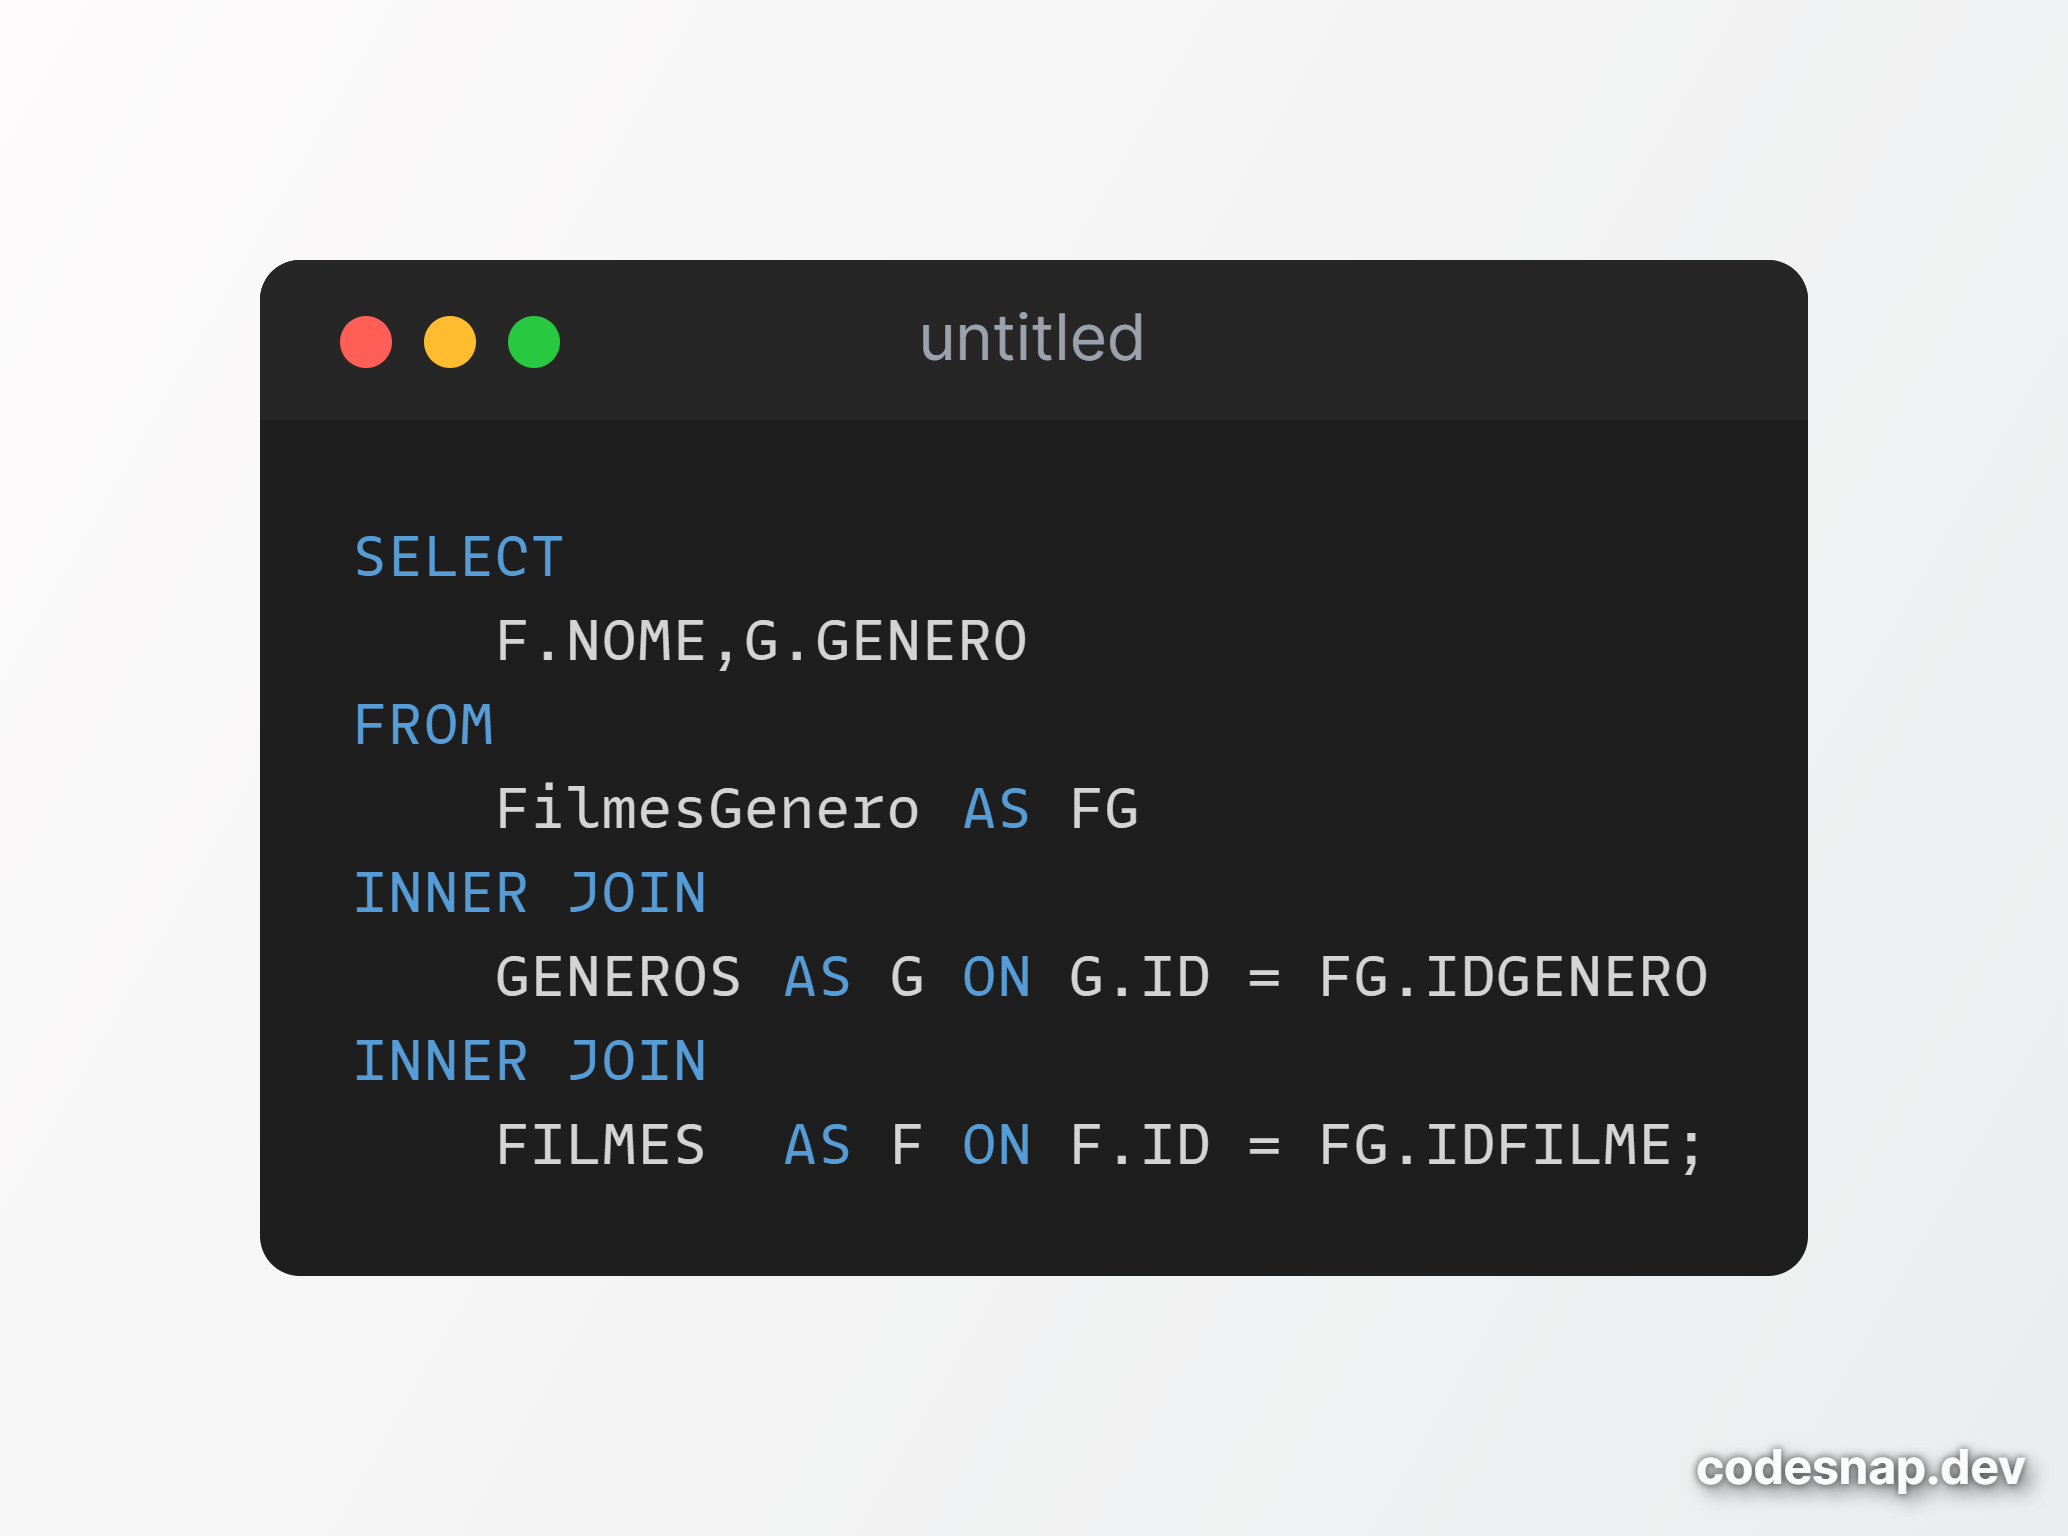 untitled
SELECT
    F.NOME,G.GENERO
FROM
    FilmesGenero AS FG
INNER JOIN
    GENEROS AS G ON G.ID = FG.IDGENERO
INNER JOIN
    FILMES  AS F ON F.ID = FG.IDFILME;
codesnap.dev